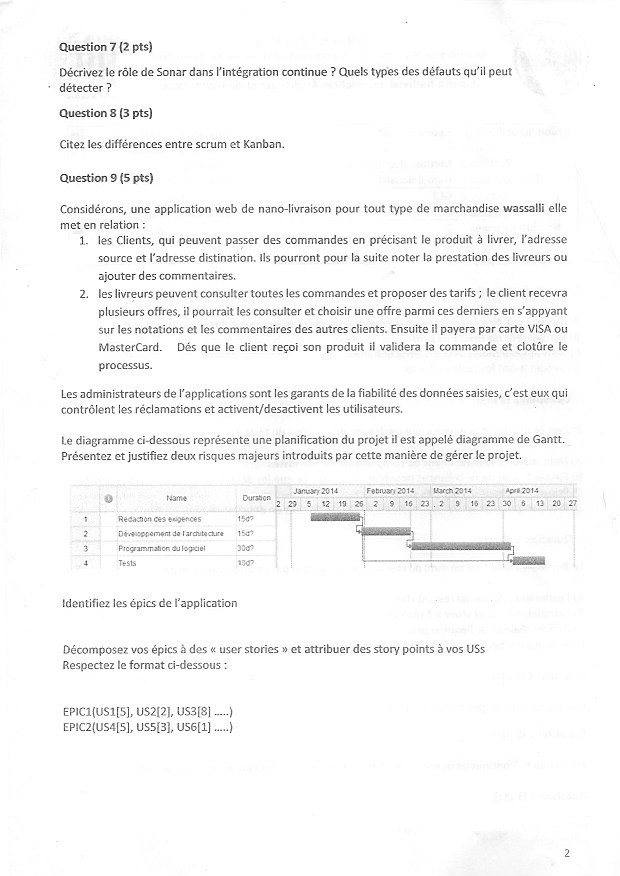 Question 7 (2 pts)
Décrivez le rôle de Sonar dans l'intégration continue ? Quels types des défauts qu'il peut
détecter ?
Question 8 (3 pts)
Citez les différences entre scrum et Kanban.
Question 9 (5 pts)
Considérons, une application web de nano-livraison pour tout type de marchandise wassalli elle
met en relation :
1. les Clients, qui peuvent passer des commandes en précisant le produit à livrer, l'adresse
source et l'adresse distination. Ils pourront pour la suite noter la prestation des livreurs ou
ajouter des commentaires.
2. les livreurs peuvent consulter toutes les commandes et proposer des tarifs ; le client recevra
plusieurs offres, il pourrait les consulter et choisir une offre parmi ces derniers en s'appyant
sur les notations et les commentaires des autres clients. Ensuite il payera par carte VISA ou
MasterCard. Dés que le client reçoi son produit il validera la commande et clotûre le
processus.
Les administrateurs de l'applications sont les garants de la fiabilité des données saisies, c'est eux qui
contrôlent les réclamations et activent/desactivent les utilisateurs.
Le diagramme ci-dessous représente une planification du projet il est appelé diagramme de Gantt.
Présentez et justifiez deux risques majeurs introduits par cette manière de gérer le projet.
Name Duration January 2014 February 2014 March 2014 April 2014
2 29 5 12 19 26 2 9 16 23 2 9 16 23 30 6 13 20 27
1 Rédaction des exigences 15d?
2 Développement de l'architecture 15d?
3 Programmation du logiciel 30d?
4 Tests 10d?
Identifiez les épics de l'application
Décomposez vos épics à des « user stories » et attribuer des story points à vos USs
Respectez le format ci-dessous :
EPIC1(US1[5], US2[2], US3[8] .....)
EPIC2(US4[5], US5[3], US6[1] .....)
2